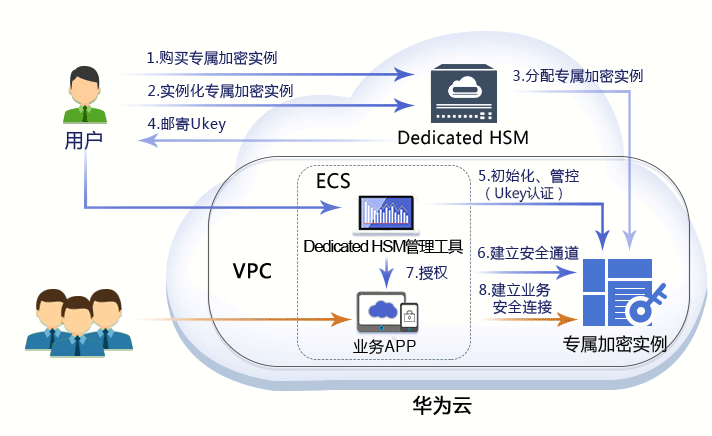 1.购买专属加密实例
2.实例化专属加密实例
3.分配专属加密实例
4.邮寄Ukey
用户
Dedicated HSM
ECS
5.初始化、管控
（Ukey认证）
Dedicated HSM管理工具
VPC
6.建立安全通道
7.授权
8.建立业务
安全连接
业务APP
专属加密实例
华为云